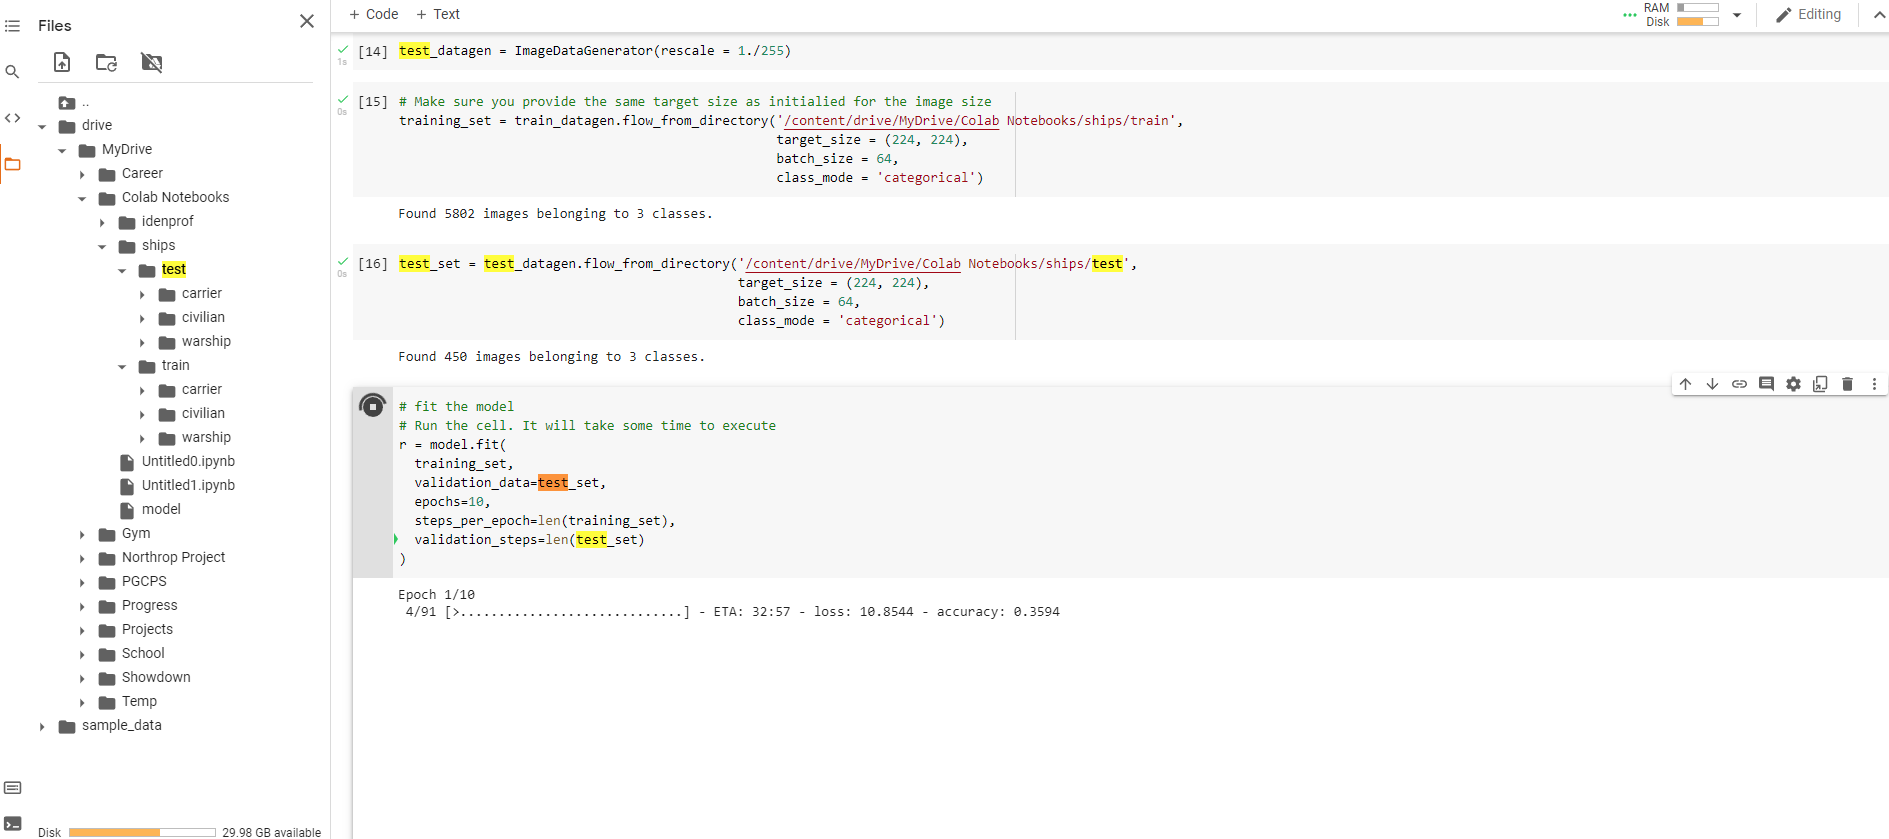 Files
..
drive
MyDrive
Career
Colab Notebooks
idenprof
ships
test
carrier
civilian
warship
train
carrier
civilian
warship
Untitled0.ipynb
Untitled1.ipynb
model
Gym
Northrop Project
PGCPS
Progress
Projects
School
Showdown
Temp
sample_data
Disk 29.98 GB available
+ Code + Text
RAM
Disk
Editing
[14] test_datagen = ImageDataGenerator(rescale = 1./255)
1s
[15] # Make sure you provide the same target size as initialied for the image size
0s
training_set = train_datagen.flow_from_directory('/content/drive/MyDrive/Colab Notebooks/ships/train',
target_size = (224, 224),
batch_size = 64,
class_mode = 'categorical')
Found 5802 images belonging to 3 classes.
[16] test_set = test_datagen.flow_from_directory('/content/drive/MyDrive/Colab Notebooks/ships/test',
0s
target_size = (224, 224),
batch_size = 64,
class_mode = 'categorical')
Found 450 images belonging to 3 classes.
# fit the model
# Run the cell. It will take some time to execute
r = model.fit(
training_set,
validation_data=test_set,
epochs=10,
steps_per_epoch=len(training_set),
validation_steps=len(test_set)
)
Epoch 1/10
4/91 [>.............................] - ETA: 32:57 - loss: 10.8544 - accuracy: 0.3594